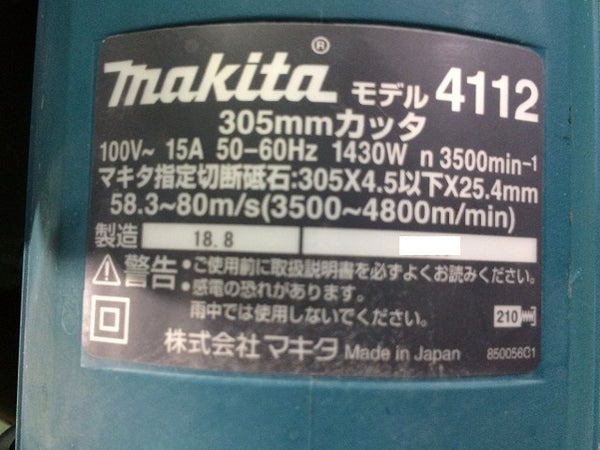 makita® モデル 4112
305mmカッタ
100V~ 15A 50-60Hz 1430W n 3500min-1
マキタ指定切断砥石:305X4.5以下X25.4mm
58.3~80m/s(3500~4800m/min)
製造 18.8
⚠警告 •ご使用前に取扱説明書を必ずよくお読みください。
•感電の恐れがあります。
雨中では使用しないでください。
210
株式会社マキタ Made in Japan 850056C1